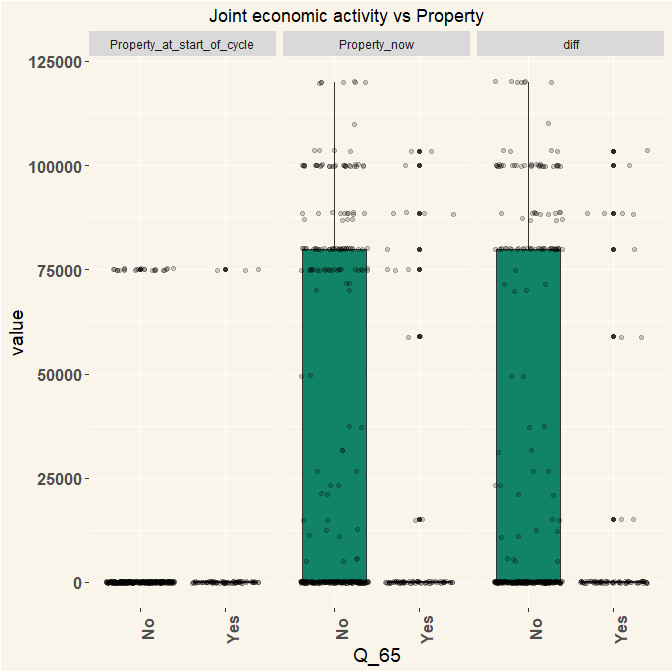 Joint economic activity vs Property
Property_at_start_of_cycle
Property_now
diff
125000
100000
75000
50000
25000
0
value
No
Yes
No
Yes
No
Yes
Q_65